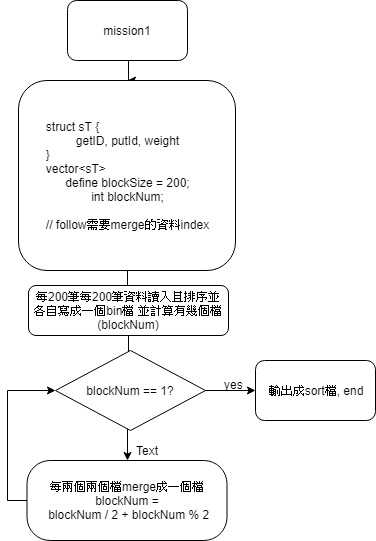 mission1
struct sT {
getID, putId, weight
}
vector<sT>
define blockSize = 200;
int blockNum;
// follow需要merge的資料index
每200筆每200筆資料讀入且排序並
各自寫成一個bin檔 並計算有幾個檔
(blockNum)
blockNum == 1?
yes
輸出成sort檔, end
Text
每兩個兩個檔merge成一個檔
blockNum =
blockNum / 2 + blockNum % 2